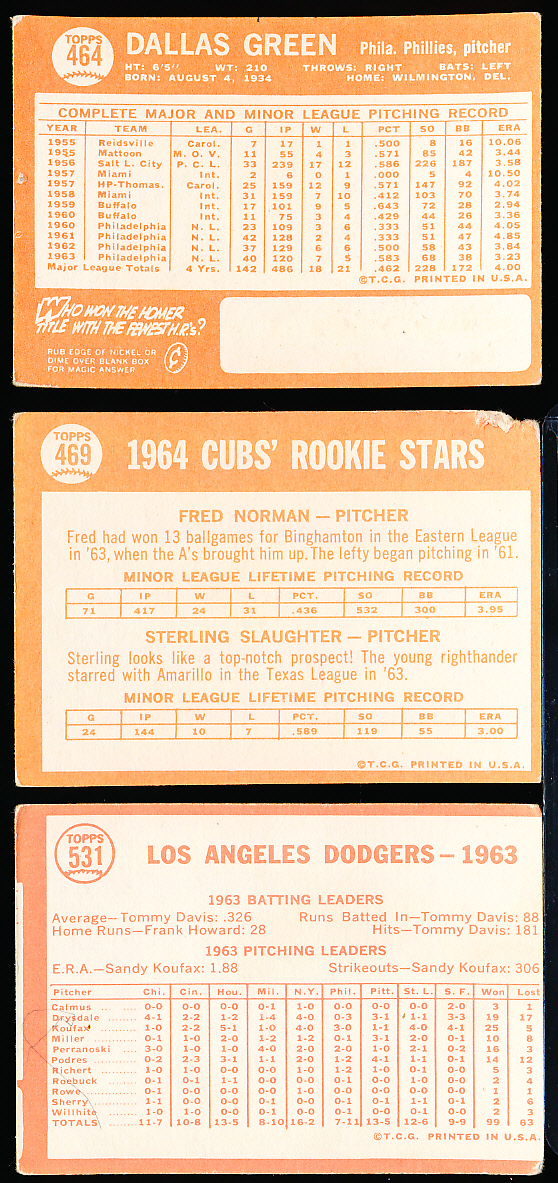 TOPPS
464
DALLAS GREEN Phila. Phillies, pitcher
HT: 6'5" WT: 210 THROWS: RIGHT BATS: LEFT
BORN: AUGUST 4, 1934 HOME: WILMINGTON, DEL.
COMPLETE MAJOR AND MINOR LEAGUE PITCHING RECORD
YEAR TEAM LEA. G IP W L PCT SO BB ERA
1955 Reidsville Carol. 7 17 1 1 .500 8 16 10.06
1955 Mattoon M.O.V. 11 55 4 3 .571 85 42 3.44
1956 Salt L. City P.C.L. 33 239 17 12 .586 226 187 3.58
1957 Miami Int. 2 6 0 1 .000 5 4 10.50
1957 HP-Thomas. Carol. 25 159 12 9 .571 147 92 4.02
1958 Miami Int. 31 159 7 10 .412 103 70 3.74
1959 Buffalo Int. 17 101 9 5 .643 72 28 2.94
1960 Buffalo Int. 11 75 3 4 .429 44 26 3.36
1960 Philadelphia N.L. 23 109 3 6 .333 51 44 4.05
1961 Philadelphia N.L. 42 128 2 4 .333 51 47 4.85
1962 Philadelphia N.L. 37 129 6 6 .500 58 43 3.84
1963 Philadelphia N.L. 40 120 7 5 .583 68 38 3.23
Major League Totals 4 Yrs. 142 486 18 21 .462 228 172 4.00
©T.C.G. PRINTED IN U.S.A.
WHO WON THE HOMER
TITLE WITH THE FEWEST H.R.'s?
RUB EDGE OF NICKEL OR
DIME OVER BLANK BOX
FOR MAGIC ANSWER
TOPPS
469
1964 CUBS' ROOKIE STARS
FRED NORMAN — PITCHER
Fred had won 13 ballgames for Binghamton in the Eastern League
in '63, when the A's brought him up. The lefty began pitching in '61.
MINOR LEAGUE LIFETIME PITCHING RECORD
G IP W L PCT. SO BB ERA
71 417 24 31 .436 532 300 3.95
STERLING SLAUGHTER — PITCHER
Sterling looks like a top-notch prospect! The young righthander
starred with Amarillo in the Texas League in '63.
MINOR LEAGUE LIFETIME PITCHING RECORD
G IP W L PCT. SO BB ERA
24 144 10 7 .589 119 55 3.00
©T.C.G. PRINTED IN U.S.A.
TOPPS
531
LOS ANGELES DODGERS — 1963
1963 BATTING LEADERS
Average—Tommy Davis: .326 Runs Batted In—Tommy Davis: 88
Home Runs—Frank Howard: 28 Hits—Tommy Davis: 181
1963 PITCHING LEADERS
E.R.A.—Sandy Koufax: 1.88 Strikeouts—Sandy Koufax: 306
Pitcher Chi. Cin. Hou. Mil. N.Y. Phil. Pitt. St. L. S. F. Won Lost
Calmus 0-0 0-0 0-0 0-1 1-0 0-0 0-0 0-0 2-0 3 1
Drysdale 4-1 2-2 1-2 1-4 4-0 0-3 3-1 1-1 3-3 19 17
Koufax 1-0 2-2 5-1 1-0 4-0 3-0 1-1 4-0 4-1 25 5
Miller 0-1 1-0 2-0 1-2 1-2 0-1 3-1 2-0 0-1 10 8
Perranoski 3-0 1-0 1-0 4-0 2-0 2-0 1-0 2-1 0-2 16 3
Podres 0-2 2-3 3-1 1-1 2-0 1-2 4-1 1-1 0-1 14 12
Richert 1-0 1-0 0-0 0-0 1-0 0-1 1-1 1-0 0-1 5 3
Roebuck 0-1 0-1 1-1 0-0 0-0 0-1 0-0 1-0 0-0 2 4
Rowe 0-0 0-0 0-0 0-0 1-0 0-0 0-1 0-0 0-0 1 1
Sherry 1-1 0-0 0-0 0-1 0-0 0-1 0-0 0-3 1-0 2 6
Willhite 1-0 1-0 0-0 0-0 0-0 0-2 0-1 0-0 0-0 2 3
TOTALS 11-7 10-8 13-5 8-10 16-2 7-11 13-5 12-6 9-9 99 63
©T.C.G. PRINTED IN U.S.A.